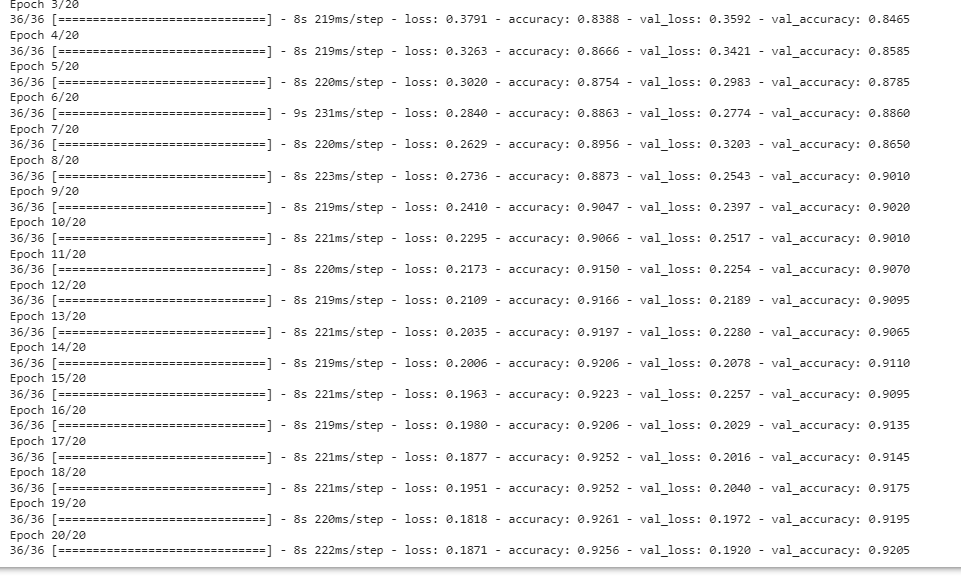 Epoch 3/20
36/36 [==============================] - 8s 219ms/step - loss: 0.3791 - accuracy: 0.8388 - val_loss: 0.3592 - val_accuracy: 0.8465
Epoch 4/20
36/36 [==============================] - 8s 219ms/step - loss: 0.3263 - accuracy: 0.8666 - val_loss: 0.3421 - val_accuracy: 0.8585
Epoch 5/20
36/36 [==============================] - 8s 220ms/step - loss: 0.3020 - accuracy: 0.8754 - val_loss: 0.2983 - val_accuracy: 0.8785
Epoch 6/20
36/36 [==============================] - 9s 231ms/step - loss: 0.2840 - accuracy: 0.8863 - val_loss: 0.2774 - val_accuracy: 0.8860
Epoch 7/20
36/36 [==============================] - 8s 220ms/step - loss: 0.2629 - accuracy: 0.8956 - val_loss: 0.3203 - val_accuracy: 0.8650
Epoch 8/20
36/36 [==============================] - 8s 223ms/step - loss: 0.2736 - accuracy: 0.8873 - val_loss: 0.2543 - val_accuracy: 0.9010
Epoch 9/20
36/36 [==============================] - 8s 219ms/step - loss: 0.2410 - accuracy: 0.9047 - val_loss: 0.2397 - val_accuracy: 0.9020
Epoch 10/20
36/36 [==============================] - 8s 221ms/step - loss: 0.2295 - accuracy: 0.9066 - val_loss: 0.2517 - val_accuracy: 0.9010
Epoch 11/20
36/36 [==============================] - 8s 220ms/step - loss: 0.2173 - accuracy: 0.9150 - val_loss: 0.2254 - val_accuracy: 0.9070
Epoch 12/20
36/36 [==============================] - 8s 219ms/step - loss: 0.2109 - accuracy: 0.9166 - val_loss: 0.2189 - val_accuracy: 0.9095
Epoch 13/20
36/36 [==============================] - 8s 221ms/step - loss: 0.2035 - accuracy: 0.9197 - val_loss: 0.2280 - val_accuracy: 0.9065
Epoch 14/20
36/36 [==============================] - 8s 219ms/step - loss: 0.2006 - accuracy: 0.9206 - val_loss: 0.2078 - val_accuracy: 0.9110
Epoch 15/20
36/36 [==============================] - 8s 221ms/step - loss: 0.1963 - accuracy: 0.9223 - val_loss: 0.2257 - val_accuracy: 0.9095
Epoch 16/20
36/36 [==============================] - 8s 219ms/step - loss: 0.1980 - accuracy: 0.9206 - val_loss: 0.2029 - val_accuracy: 0.9135
Epoch 17/20
36/36 [==============================] - 8s 221ms/step - loss: 0.1877 - accuracy: 0.9252 - val_loss: 0.2016 - val_accuracy: 0.9145
Epoch 18/20
36/36 [==============================] - 8s 221ms/step - loss: 0.1951 - accuracy: 0.9252 - val_loss: 0.2040 - val_accuracy: 0.9175
Epoch 19/20
36/36 [==============================] - 8s 220ms/step - loss: 0.1818 - accuracy: 0.9261 - val_loss: 0.1972 - val_accuracy: 0.9195
Epoch 20/20
36/36 [==============================] - 8s 222ms/step - loss: 0.1871 - accuracy: 0.9256 - val_loss: 0.1920 - val_accuracy: 0.9205